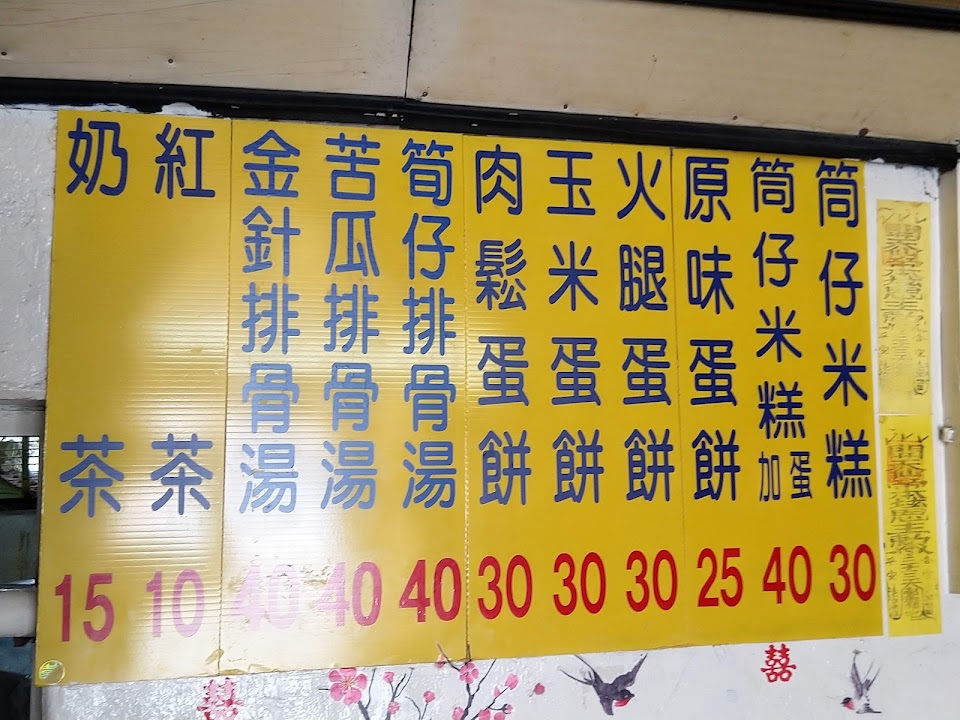 筒仔米糕 30
筒仔米糕加蛋 40
原味蛋餅 25
火腿蛋餅 30
玉米蛋餅 30
肉鬆蛋餅 30
筍仔排骨湯 40
苦瓜排骨湯 40
金針排骨湯 40
紅茶 10
奶茶 15
囍
囍